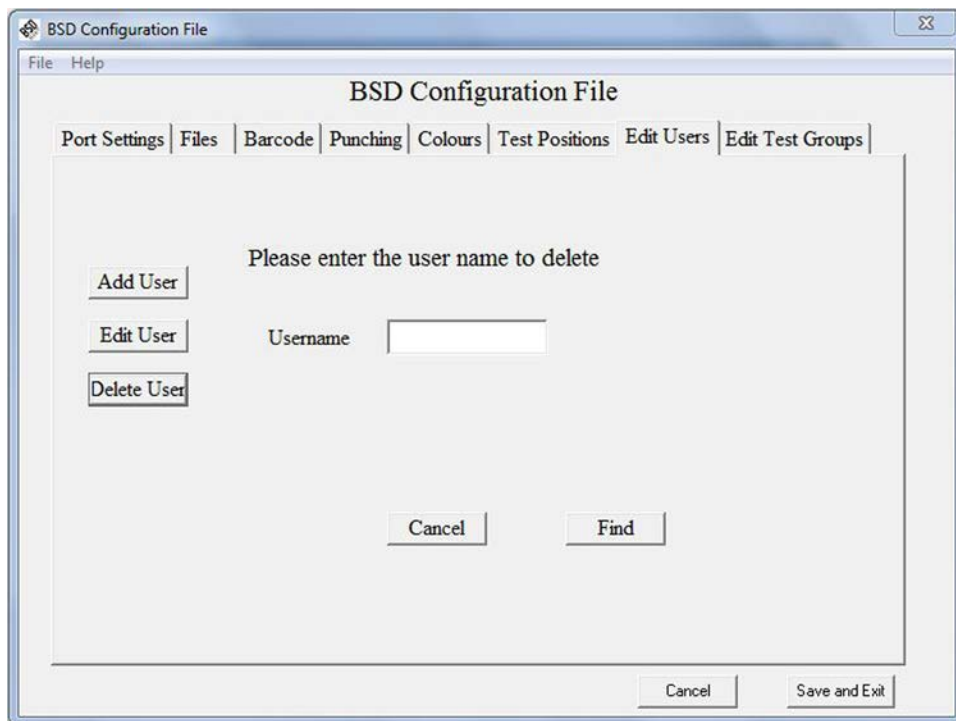 BSD Configuration File
File Help
BSD Configuration File
Port Settings Files Barcode Punching Colours Test Positions Edit Users Edit Test Groups
Please enter the user name to delete
Add User
Edit User Username
Delete User
Cancel Find
Cancel Save and Exit